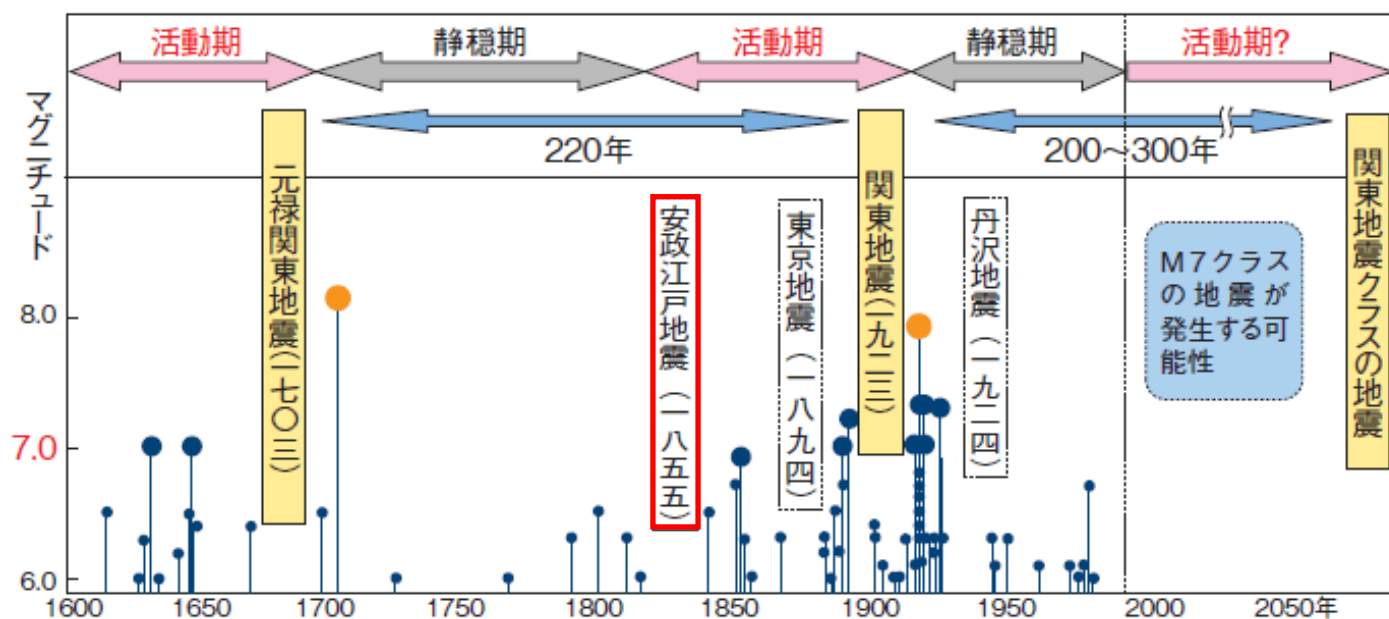 活動期
静穏期
活動期
静穏期
活動期?
220年
200〜300年
マグニチュード
元禄関東地震(一七〇三)
安政江戸地震(一八五五)
東京地震(一八九四)
関東地震(一九二三)
丹沢地震(一九二四)
M7クラス
の地震が
発生する可
能性
関東地震クラスの地震
8.0
7.0
6.0
1600
1650
1700
1750
1800
1850
1900
1950
2000
2050年